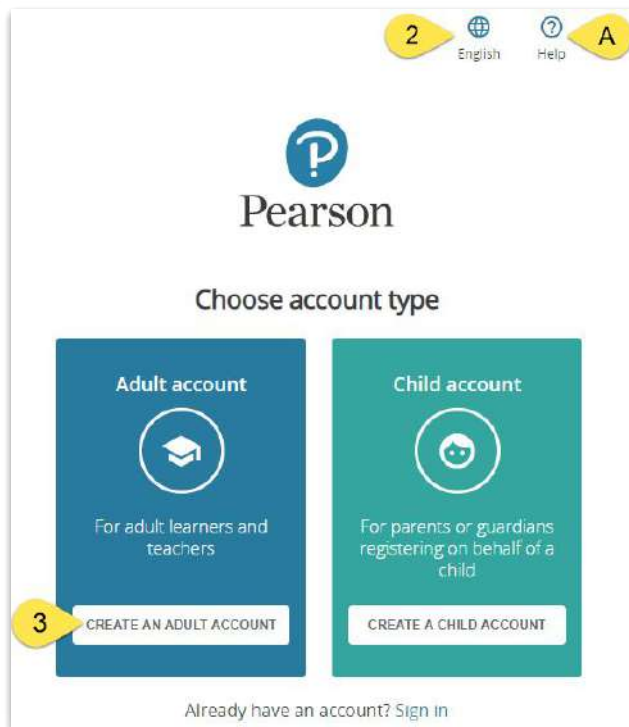 2
English
Help
A
Pearson
Choose account type
Adult account
For adult learners and
teachers
3
CREATE AN ADULT ACCOUNT
Child account
For parents or guardians
registering on behalf of a
child
CREATE A CHILD ACCOUNT
Already have an account? Sign in